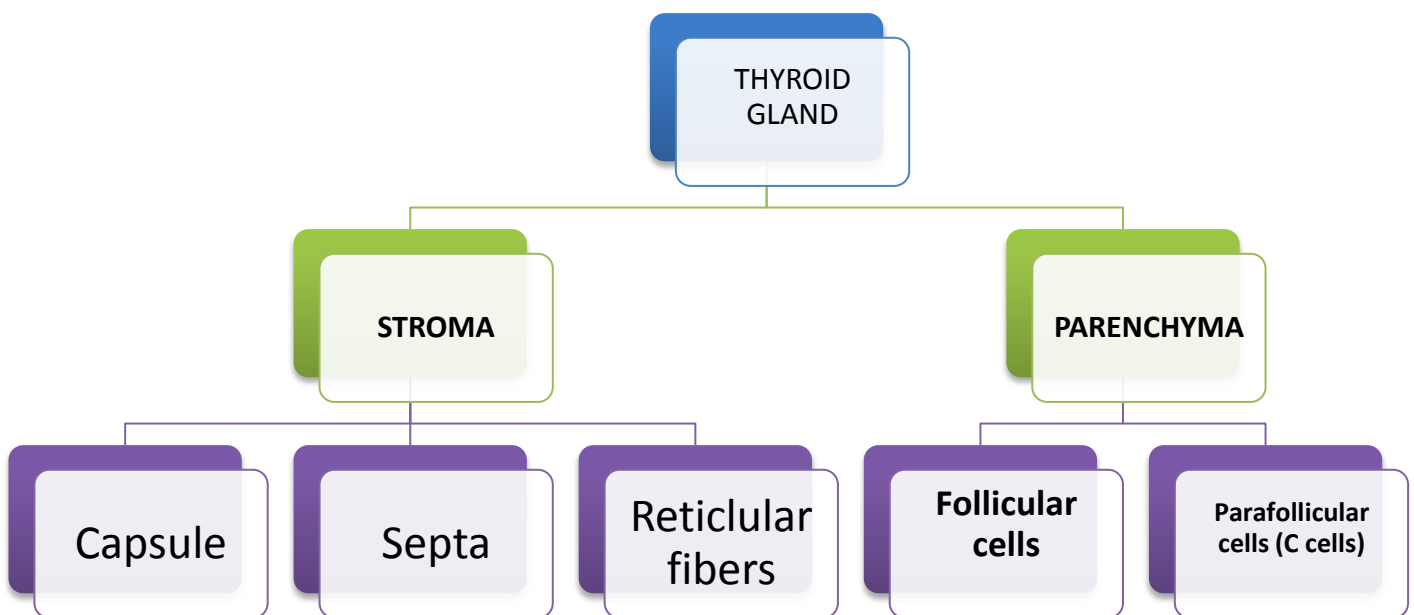 THYROID
GLAND
STROMA
PARENCHYMA
Capsule
Septa
Reticlular
fibers
Follicular
cells
Parafollicular
cells (C cells)